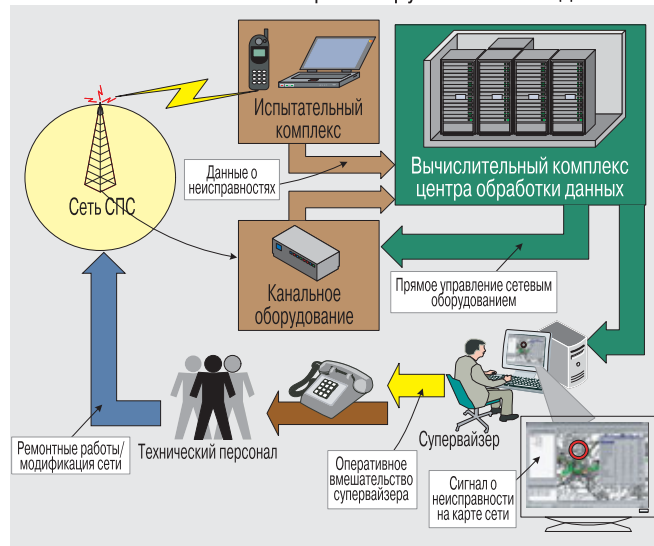 Испытательный
комплекс
Вычислительный комплекс
центра обработки данных
Данные о
неисправностях
Сеть СПС
Канальное
оборудование
Прямое управление сетевым
оборудованием
Супервайзер
Технический персонал
Ремонтные работы/
модификация сети
Оперативное
вмешательство
супервайзера
Сигнал о
неисправности
на карте сети